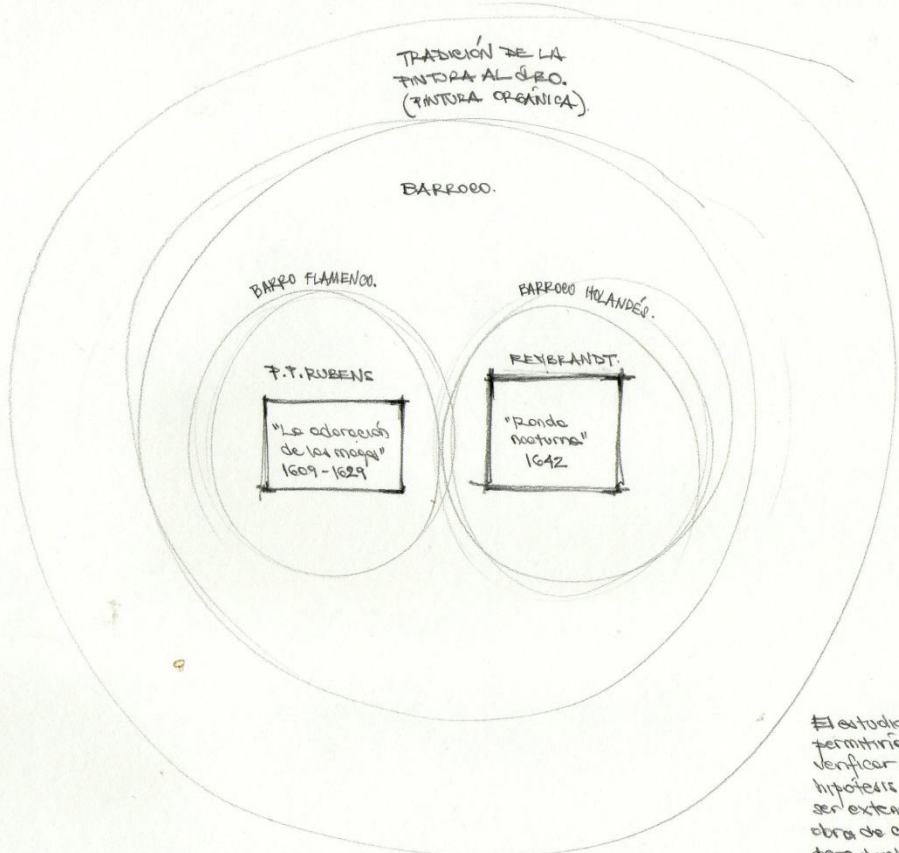 TRADICIÓN DE LA
PINTURA AL ÓLEO.
(PINTURA ORGÁNICA).
BARROCO.
BARRO FLAMENCO.
BARROCO HOLANDÉS.
P.P. RUBENS
REMBRANDT.
"La adoración
de los magos"
1609-1629
"Ronda
nocturna"
1642
El estudio
permitiría
verificar
hipótesis
ser exten
obra de